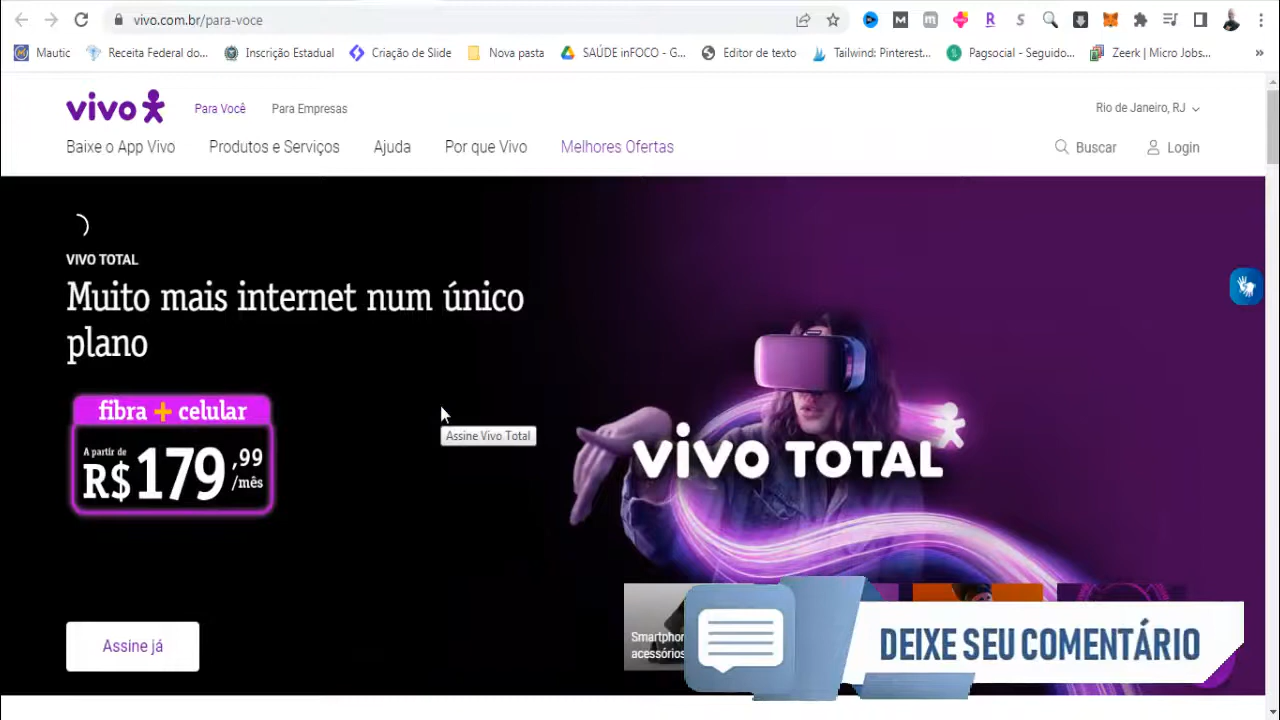 vivo.com.br/para-voce
Mautic
Receita Federal do...
Inscrição Estadual
Criação de Slide
Nova pasta
SAÚDE inFOCO - G...
Editor de texto
Tailwind: Pinterest...
Pagsocial - Seguido...
Zeerk | Micro Jobs...
»
vivo
Para Você
Para Empresas
Rio de Janeiro, RJ
Baixe o App Vivo
Produtos e Serviços
Ajuda
Por que Vivo
Melhores Ofertas
Buscar
Login
VIVO TOTAL
Muito mais internet num único
plano
fibra + celular
A partir de
R$179,99
/mês
Assine Vivo Total
vivo TOTAL
Assine já
Smartphon
acessórios
DEIXE SEU COMENTÁRIO